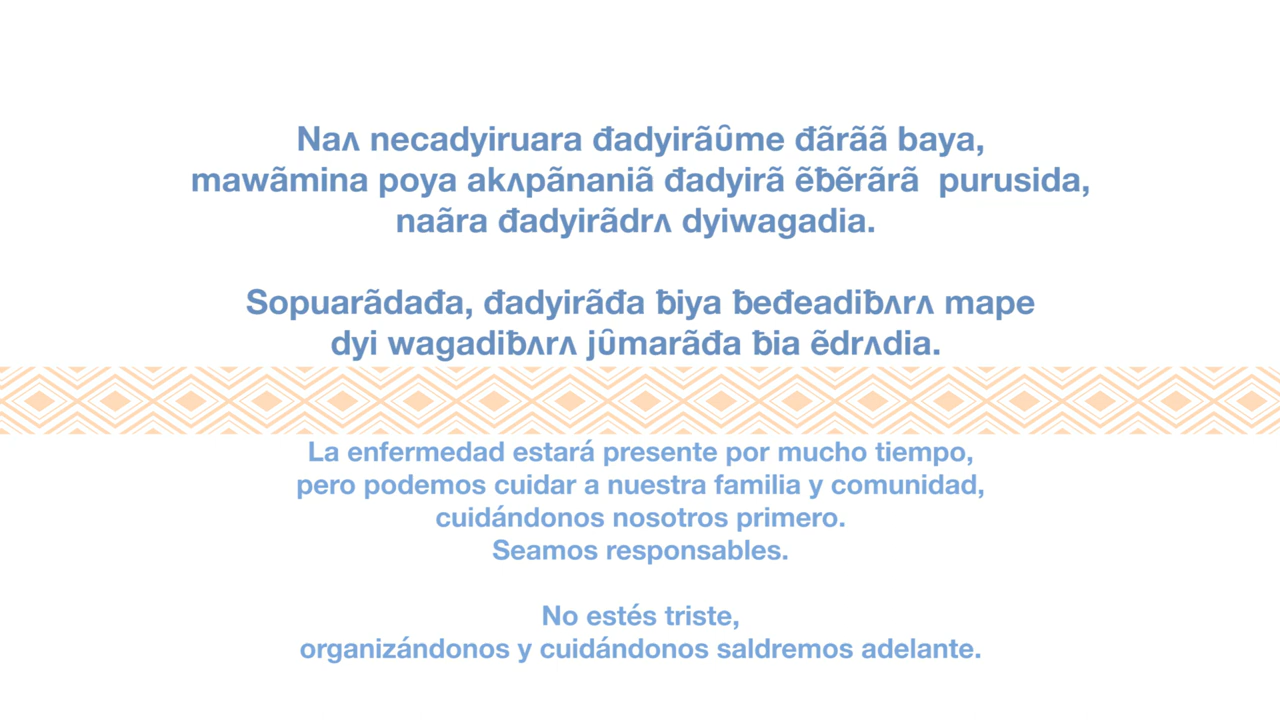 Naʌ necadyiruara đadyirãȗme đãrãã baya,
mawãmina poya akʌpãnaniã đadyirã ẽƀẽrãrã purusida,
naãra đadyirãdrʌ dyiwagadia.
Sopuarãdađa, đadyirãđa ƀiya ƀeđeadiƀʌrʌ mape
dyi wagadiƀʌrʌ jȗmarãđa ƀia ẽdrʌdia.
La enfermedad estará presente por mucho tiempo,
pero podemos cuidar a nuestra familia y comunidad,
cuidándonos nosotros primero.
Seamos responsables.
No estés triste,
organizándonos y cuidándonos saldremos adelante.